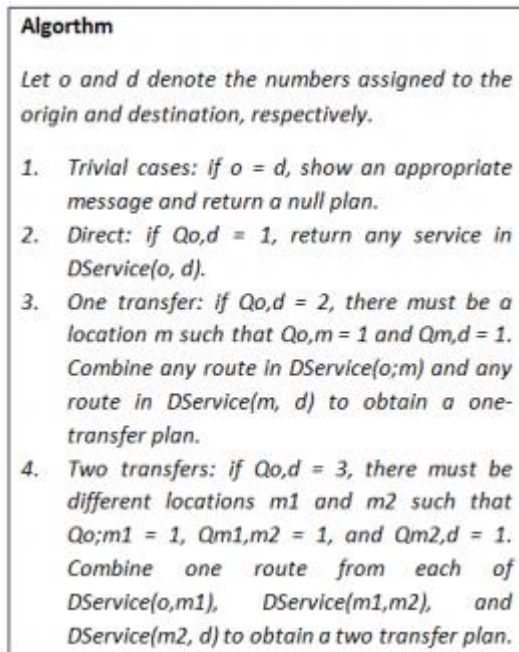 Algorthm
Let o and d denote the numbers assigned to the
origin and destination, respectively.
1. Trivial cases: if o = d, show an appropriate
message and return a null plan.
2. Direct: if Qo,d = 1, return any service in
DService(o, d).
3. One transfer: if Qo,d = 2, there must be a
location m such that Qo,m = 1 and Qm,d = 1.
Combine any route in DService(o;m) and any
route in DService(m, d) to obtain a one-
transfer plan.
4. Two transfers: if Qo,d = 3, there must be
different locations m1 and m2 such that
Qo;m1 = 1, Qm1,m2 = 1, and Qm2,d = 1.
Combine one route from each of
DService(o,m1), DService(m1,m2), and
DService(m2, d) to obtain a two transfer plan.